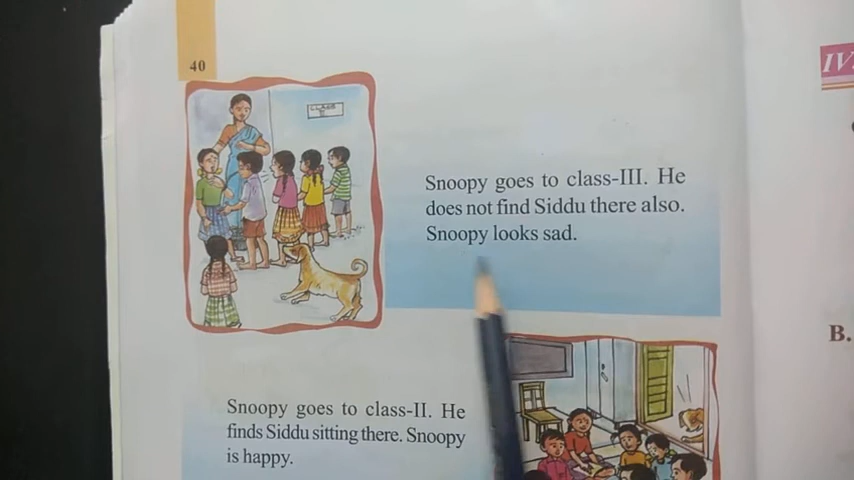 40
IV.
Snoopy goes to class-III. He
does not find Siddu there also.
Snoopy looks sad.
B.
Snoopy goes to class-II. He
finds Siddu sitting there. Snoopy
is happy.